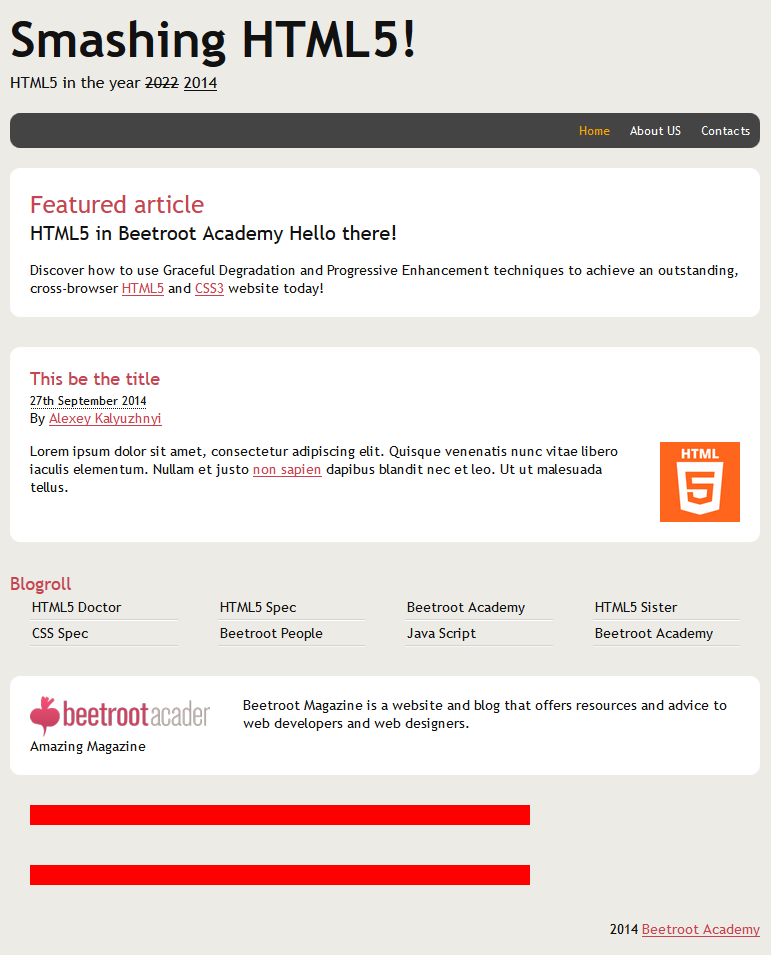 Smashing HTML5!
HTML5 in the year 2022 2014
Home About US Contacts
Featured article
HTML5 in Beetroot Academy Hello there!
Discover how to use Graceful Degradation and Progressive Enhancement techniques to achieve an outstanding,
cross-browser HTML5 and CSS3 website today!
This be the title
27th September 2014
By Alexey Kalyuzhnyi
Lorem ipsum dolor sit amet, consectetur adipiscing elit. Quisque venenatis nunc vitae libero
iaculis elementum. Nullam et justo non sapien dapibus blandit nec et leo. Ut ut malesuada
tellus.
HTML
5
Blogroll
HTML5 Doctor HTML5 Spec Beetroot Academy HTML5 Sister
CSS Spec Beetroot People Java Script Beetroot Academy
beetroot acader
Amazing Magazine
Beetroot Magazine is a website and blog that offers resources and advice to
web developers and web designers.
2014 Beetroot Academy